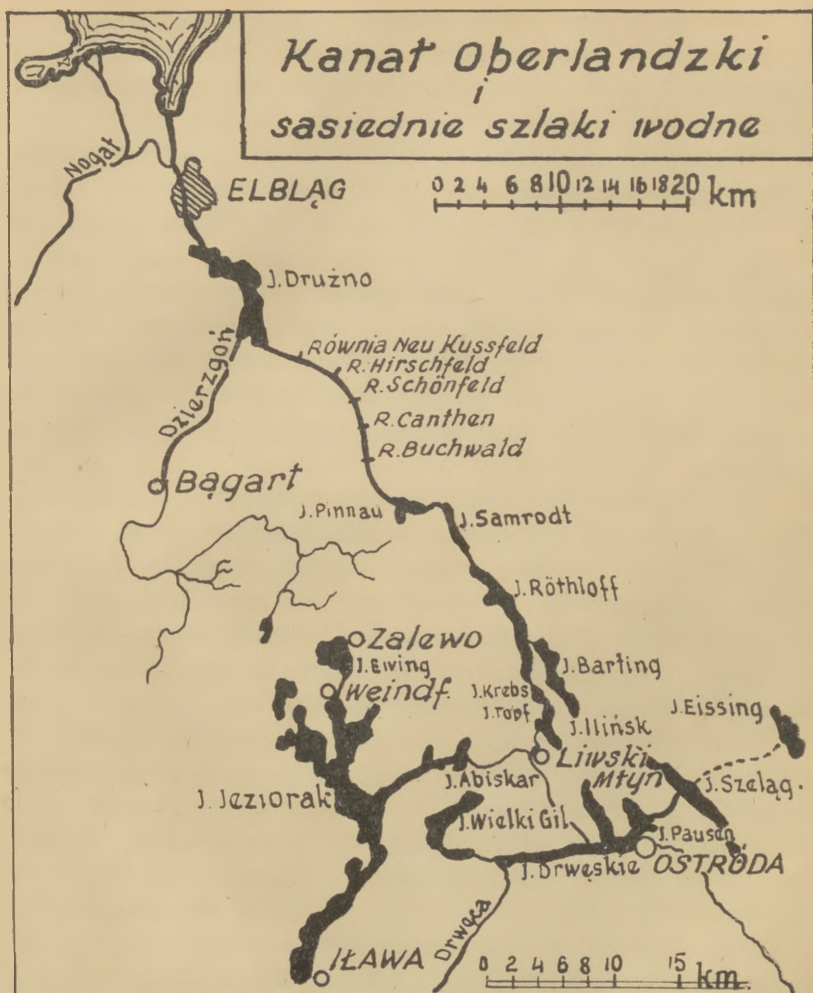 Kanał Oberlandzki
i
sasiednie szlaki wodne
0 2 4 6 8 10 12 14 16 18 20 km
Nogat
ELBLĄG
J. Drużno
Równia Neu Kussfeld
R. Hirschfeld
R. Schönfeld
R. Canthen
R. Buchwald
Dzierzgoń
Bągart
J. Pinnau
J. Samrodt
J. Röthloff
Zalewo
J. Ewing
Weindf.
J. Barting
J. Krebs
J. Topf
J. Ilińsk
J. Eissing
Liwski
Młyn
J. Abiskar
J. Szeląg.
J. Jeziorak
J. Wielki Gil
J. Pausen
J. Drwęskie
OSTRÓDA
Drwęca
IŁAWA
0 2 4 6 8 10 15 km.